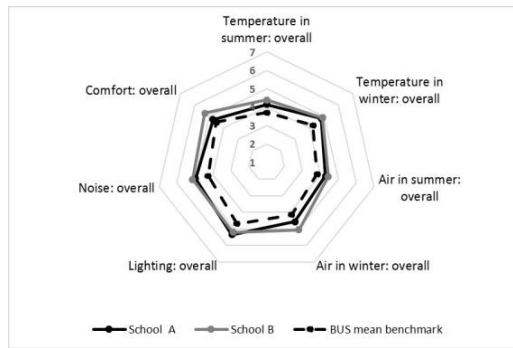 Temperature in
summer: overall
Temperature in
winter: overall
Air in summer:
overall
Air in winter: overall
Lighting: overall
Noise: overall
Comfort: overall
7
6
5
4
3
2
1
School A
School B
BUS mean benchmark